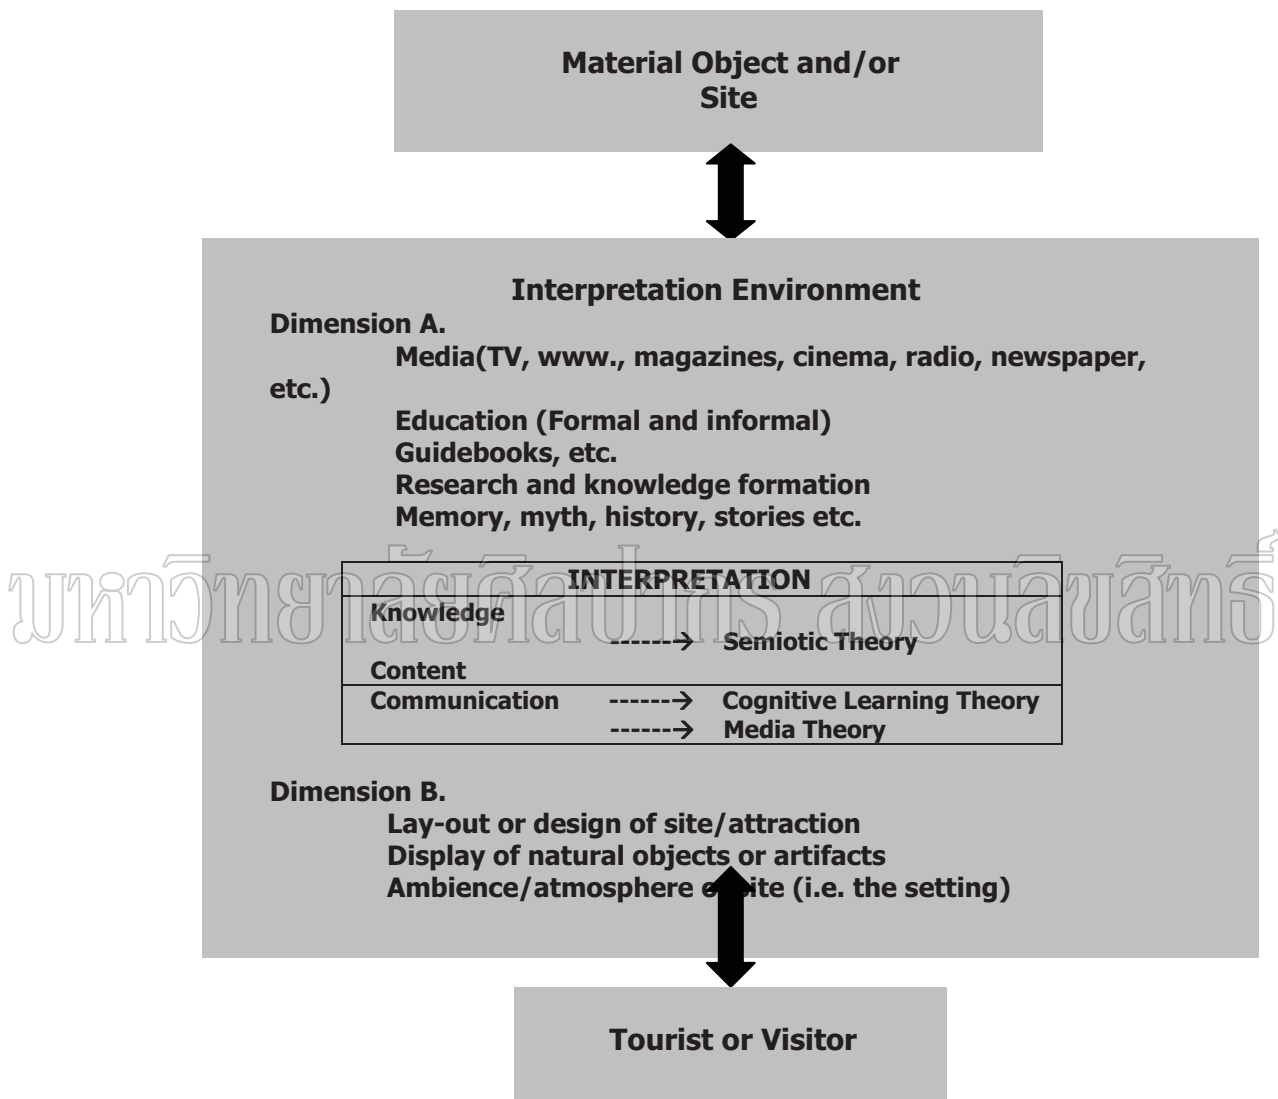 Material Object and/or
Site
Interpretation Environment
Dimension A.
Media(TV, www., magazines, cinema, radio, newspaper,
etc.)
Education (Formal and informal)
Guidebooks, etc.
Research and knowledge formation
Memory, myth, history, stories etc.
มหาวิทยาลัยศิลปากร สงวนลิขสิทธิ์
INTERPRETATION
Knowledge
------→ Semiotic Theory
Content
Communication ------→ Cognitive Learning Theory
------→ Media Theory
Dimension B.
Lay-out or design of site/attraction
Display of natural objects or artifacts
Ambience/atmosphere (i.e. the setting)
Tourist or Visitor